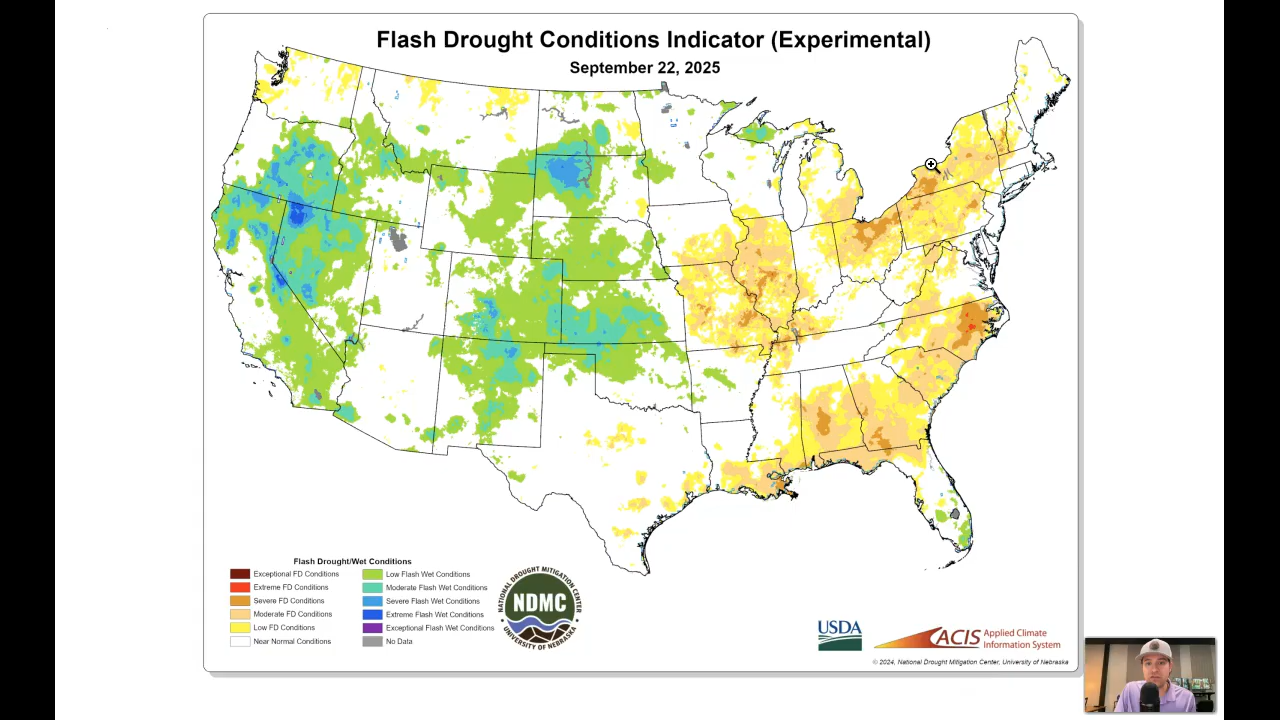 Flash Drought Conditions Indicator (Experimental)
September 22, 2025
Flash Drought/Wet Conditions
Exceptional FD Conditions
Extreme FD Conditions
Severe FD Conditions
Moderate FD Conditions
Low FD Conditions
Near Normal Conditions
Low Flash Wet Conditions
Moderate Flash Wet Conditions
Severe Flash Wet Conditions
Extreme Flash Wet Conditions
Exceptional Flash Wet Conditions
No Data
NATIONAL DROUGHT MITIGATION CENTER
NDMC
UNIVERSITY OF NEBRASKA
USDA
ACIS Applied Climate
Information System
© 2024, National Drought Mitigation Center, University of Nebraska